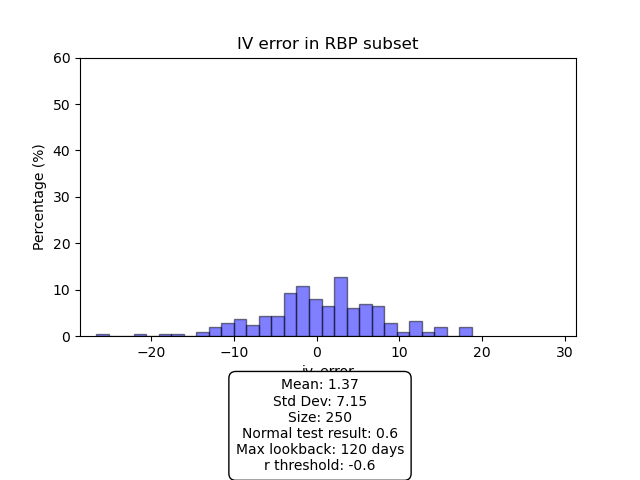 IV error in RBP subset
Percentage (%)
60
50
40
30
20
10
0
−20
−10
0
10
20
30
iv_error
Mean: 1.37
Std Dev: 7.15
Size: 250
Normal test result: 0.6
Max lookback: 120 days
r threshold: -0.6